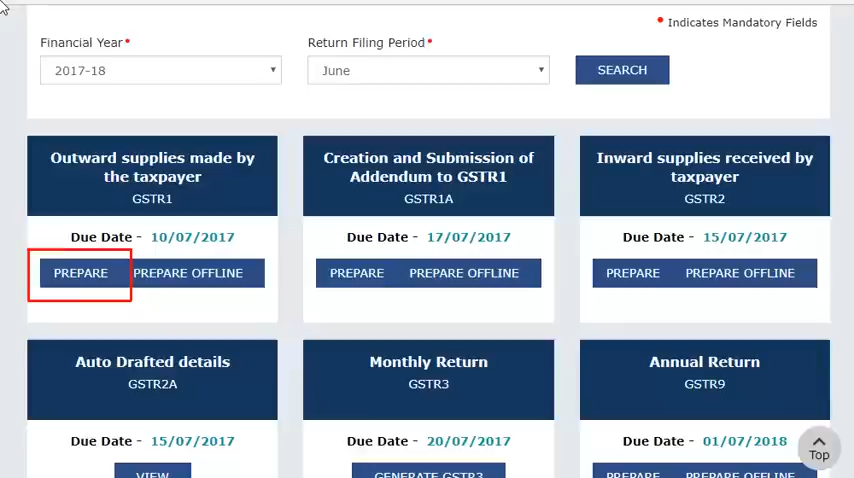 • Indicates Mandatory Fields
Financial Year• Return Filing Period•
2017-18 June SEARCH
Outward supplies made by the taxpayer
GSTR1
Due Date - 10/07/2017
PREPARE PREPARE OFFLINE
Creation and Submission of Addendum to GSTR1
GSTR1A
Due Date - 17/07/2017
PREPARE PREPARE OFFLINE
Inward supplies received by taxpayer
GSTR2
Due Date - 15/07/2017
PREPARE PREPARE OFFLINE
Auto Drafted details
GSTR2A
Due Date - 15/07/2017
VIEW
Monthly Return
GSTR3
Due Date - 20/07/2017
GENERATE GSTR3
Annual Return
GSTR9
Due Date - 01/07/2018
PREPARE PREPARE OFFLINE
Top